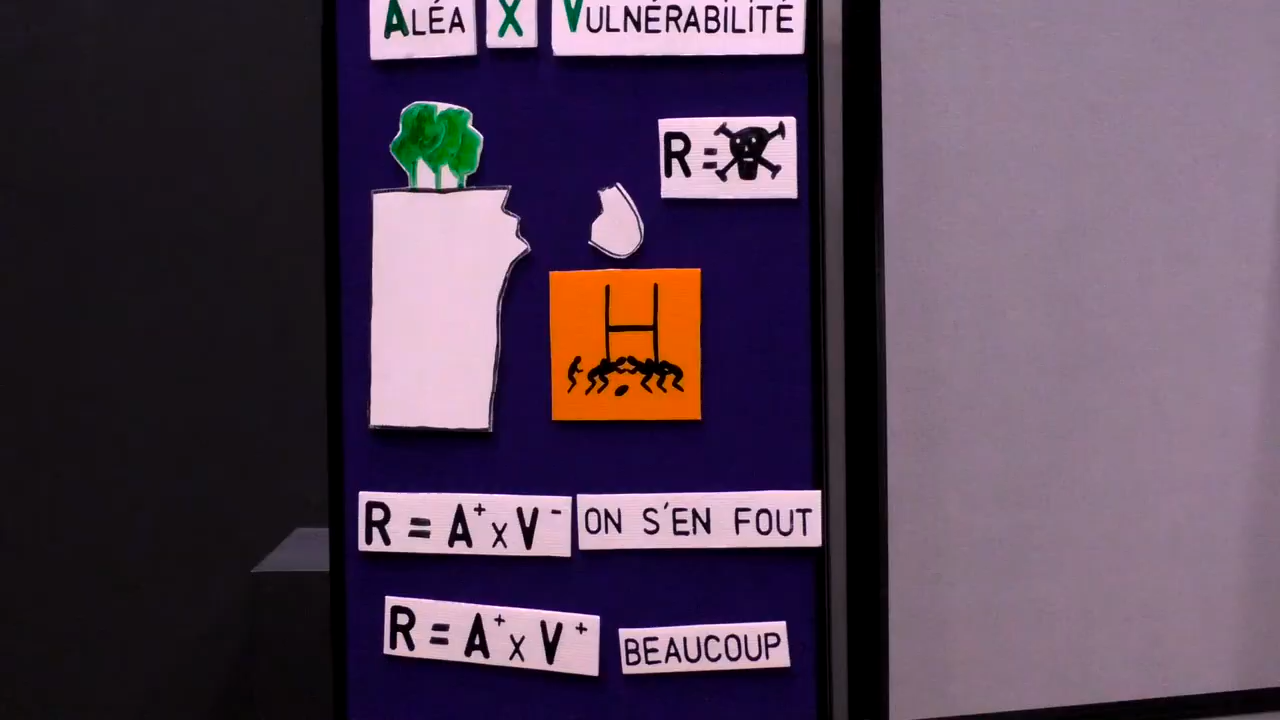 ALÉA X VULNÉRABILITÉ
R =
R = A+ x V- ON S'EN FOUT
R = A+ x V+ BEAUCOUP